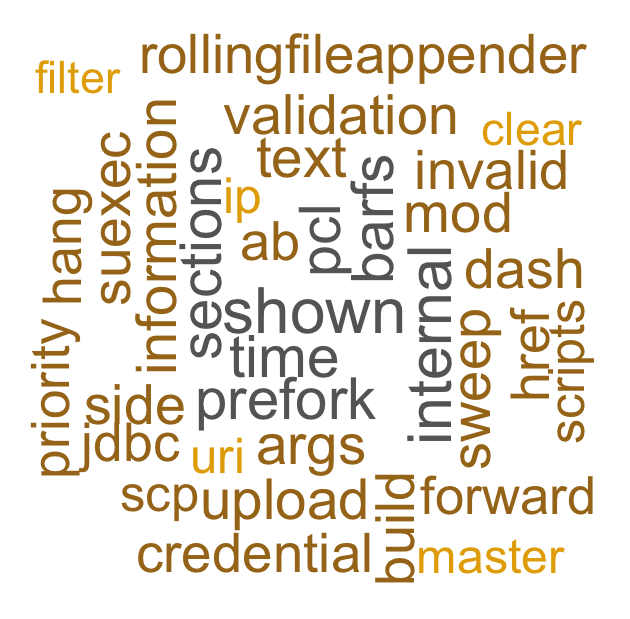 rollingfileappender
filter
validation
clear
text
invalid
suexec
information
sections
ip
barfs
mod
hang
ab
pcl
dash
shown
internal
href
scripts
time
sweep
priority
side
prefork
jdbc
uri
args
scp
upload
build
forward
credential
master